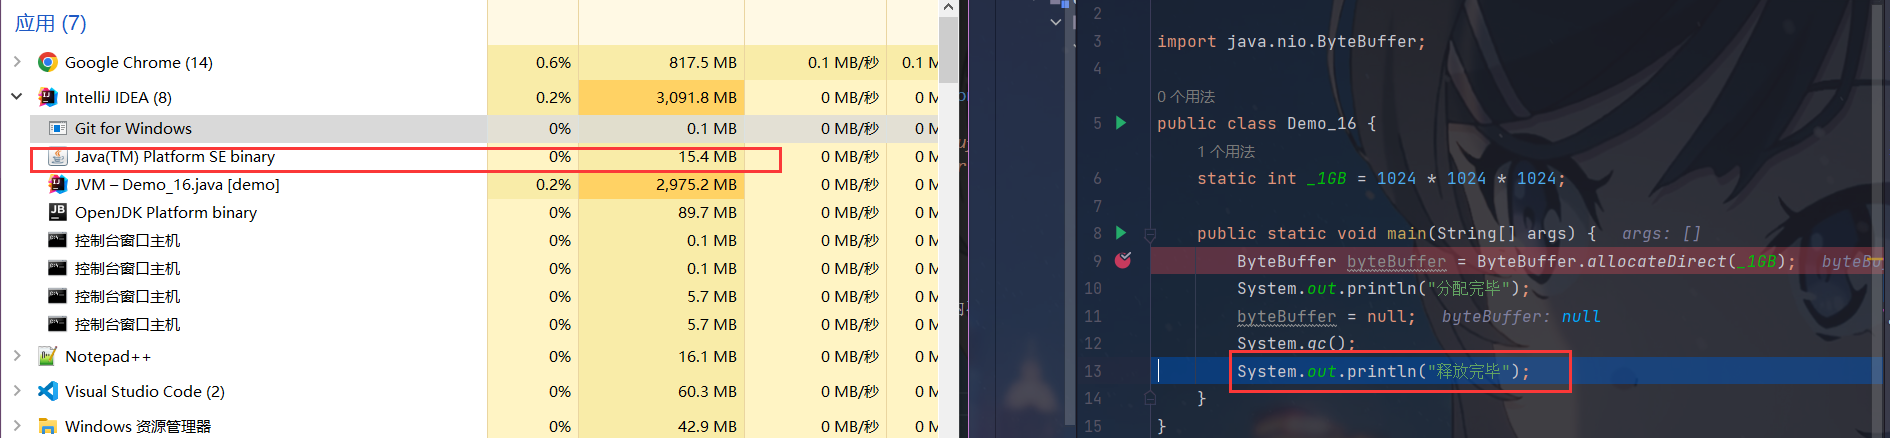 应用 (7)
Google Chrome (14) 0.6% 817.5 MB 0.1 MB/秒 0.1 M
IntelliJ IDEA (8) 0.2% 3,091.8 MB 0 MB/秒 0 M
Git for Windows 0% 0.1 MB 0 MB/秒 0 M
Java(TM) Platform SE binary 0% 15.4 MB 0 MB/秒 0 M
JVM – Demo_16.java [demo] 0.2% 2,975.2 MB 0 MB/秒 0 M
OpenJDK Platform binary 0% 89.7 MB 0 MB/秒 0 M
控制台窗口主机 0% 0.1 MB 0 MB/秒 0 M
控制台窗口主机 0% 0.1 MB 0 MB/秒 0 M
控制台窗口主机 0% 5.7 MB 0 MB/秒 0 M
控制台窗口主机 0% 5.7 MB 0 MB/秒 0 M
Notepad++ 0% 16.1 MB 0 MB/秒 0 M
Visual Studio Code (2) 0% 60.3 MB 0 MB/秒 0 M
Windows 资源管理器 0% 42.9 MB 0 MB/秒 0 M
2
3 import java.nio.ByteBuffer;
4
0 个用法
5 public class Demo_16 {
1 个用法
6 static int _1GB = 1024 * 1024 * 1024;
7
8 public static void main(String[] args) { args: []
9 ByteBuffer byteBuffer = ByteBuffer.allocateDirect(_1GB); byteBu
10 System.out.println("分配完毕");
11 byteBuffer = null; byteBuffer: null
12 System.gc();
13 System.out.println("释放完毕");
14 }
15 }